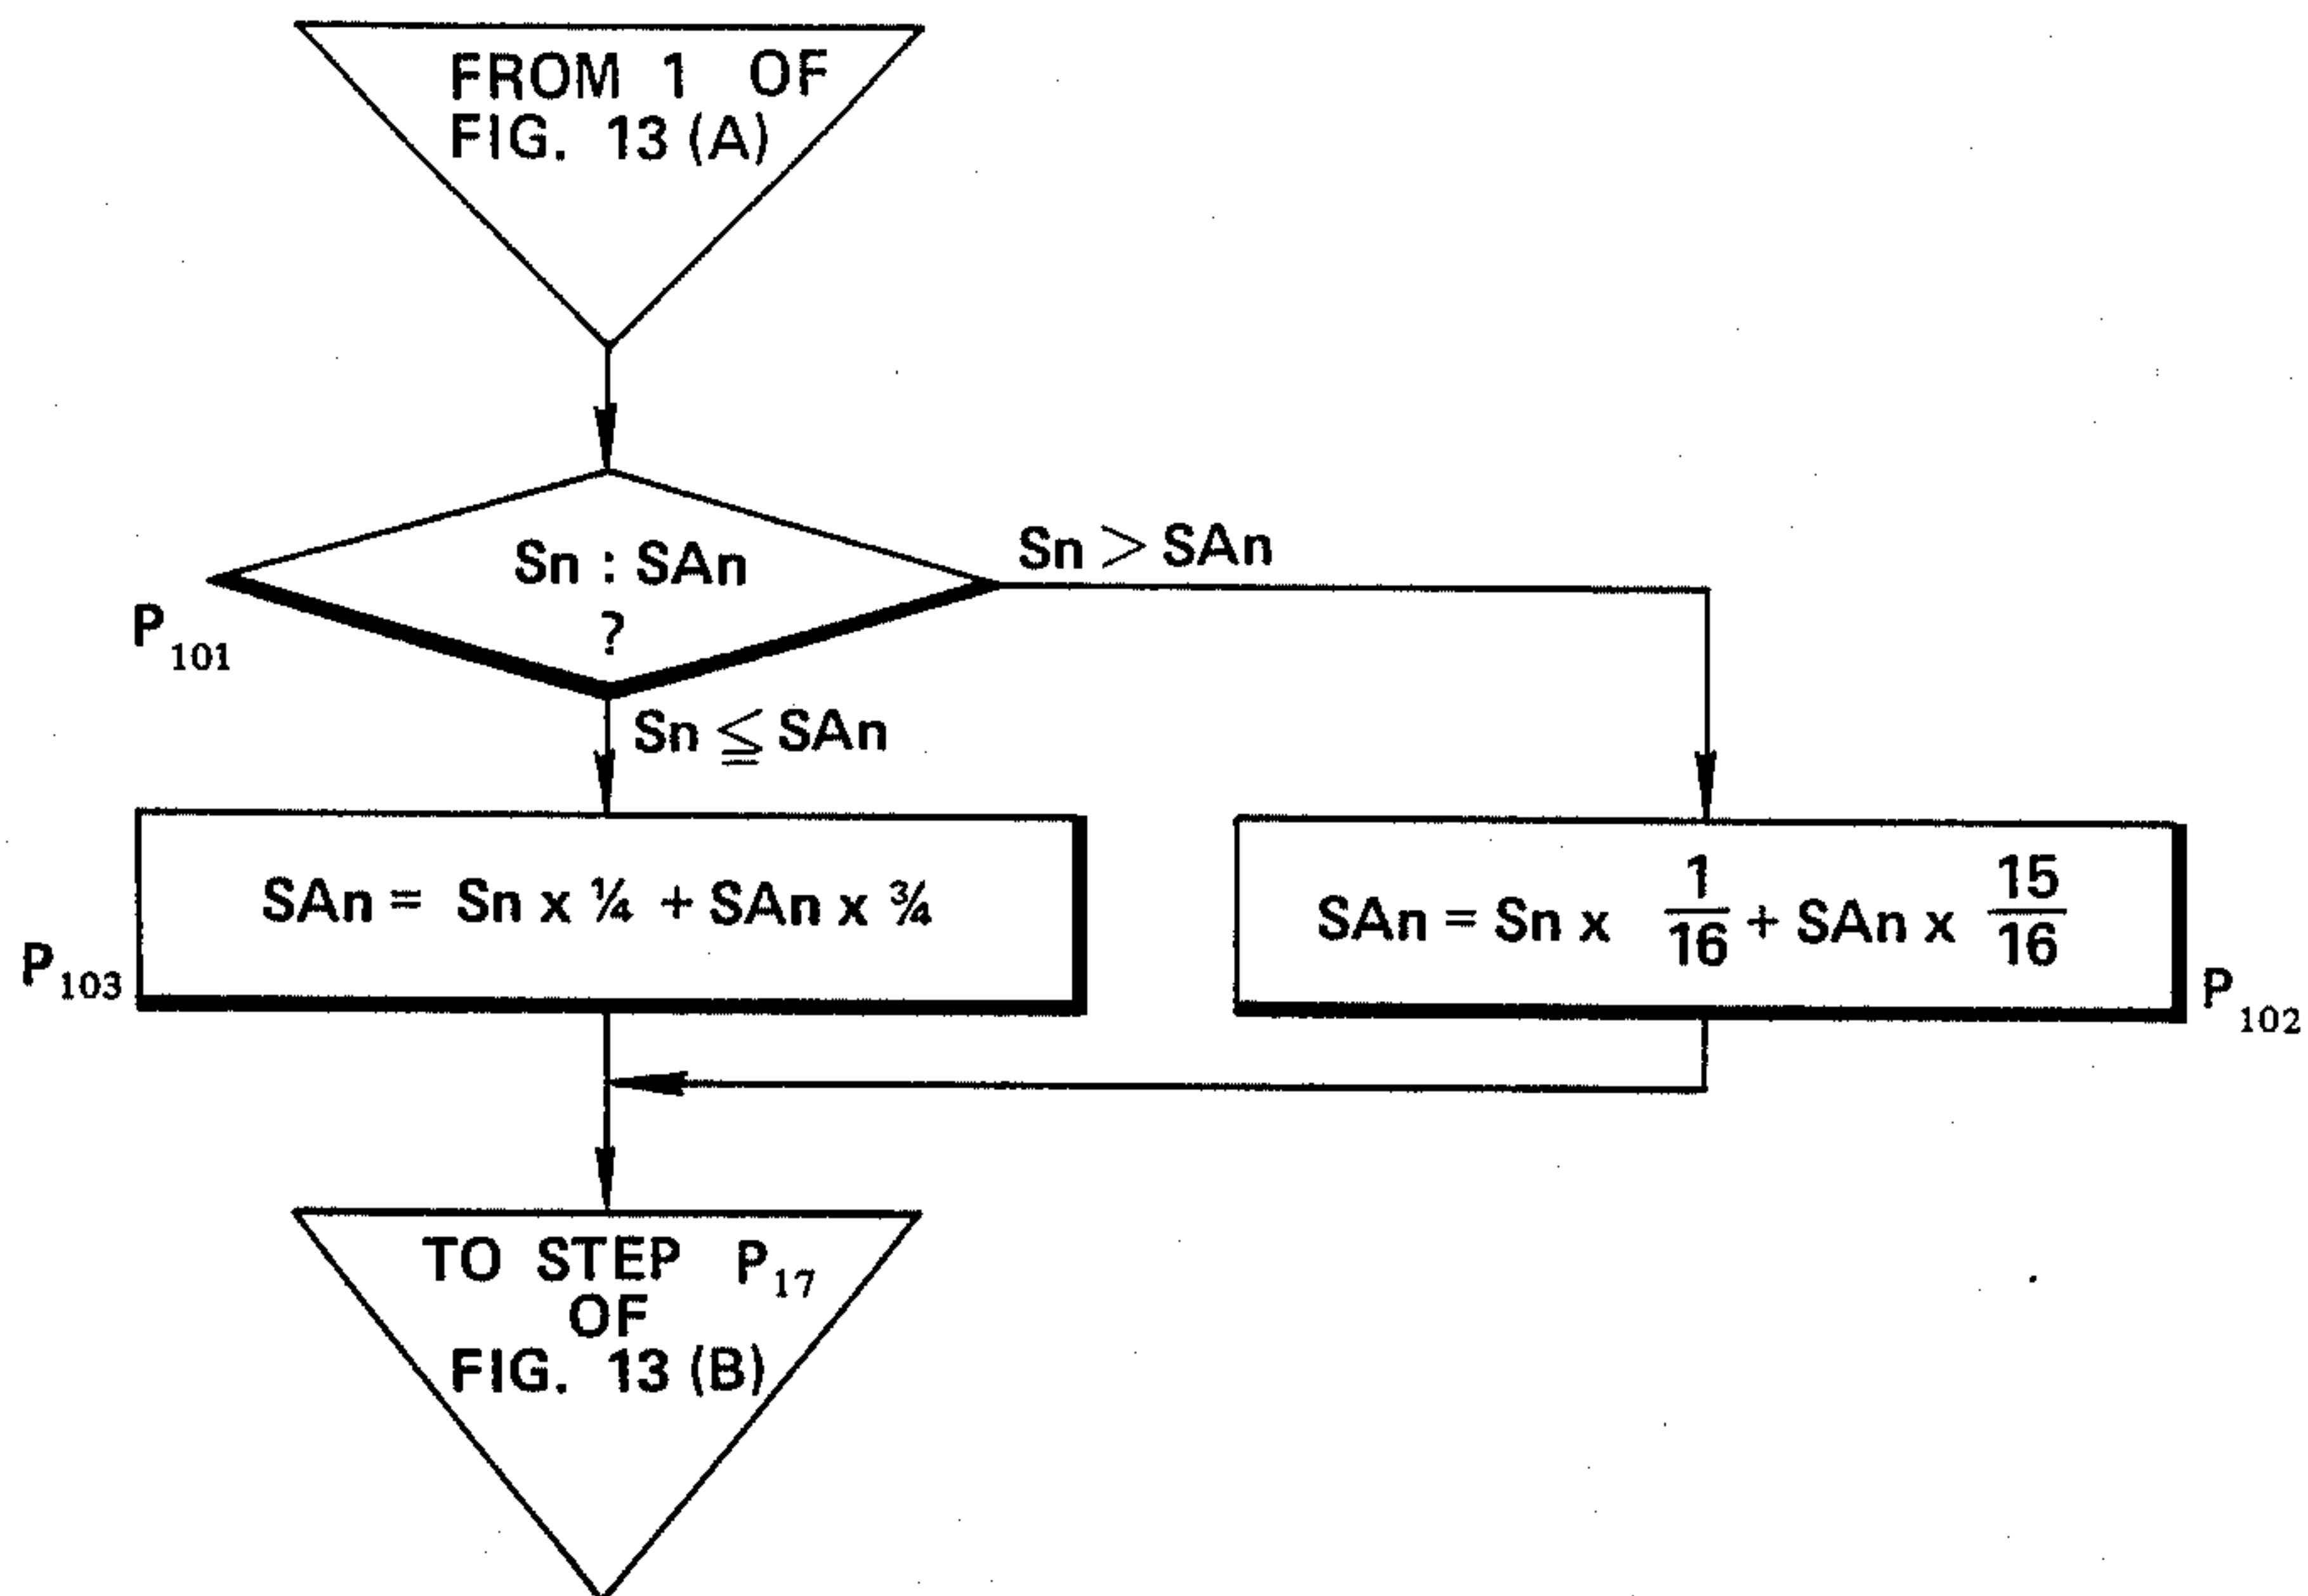 FROM 1 OF
FIG. 13 (A)
Sn : SAn
?
Sn > SAn
P101
Sn ≦ SAn
SAn = Sn x ¼ + SAn x ¾
P103
SAn = Sn x 1/16 + SAn x 15/16
P102
TO STEP P17
OF
FIG. 13 (B)